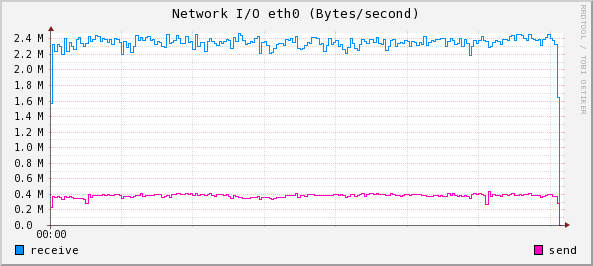 Network I/O eth0 (Bytes/second)
2.4 M
2.2 M
2.0 M
1.8 M
1.6 M
1.4 M
1.2 M
1.0 M
0.8 M
0.6 M
0.4 M
0.2 M
0.0
00:00
receive
send
RRDTOOL / TOBI OETIKER